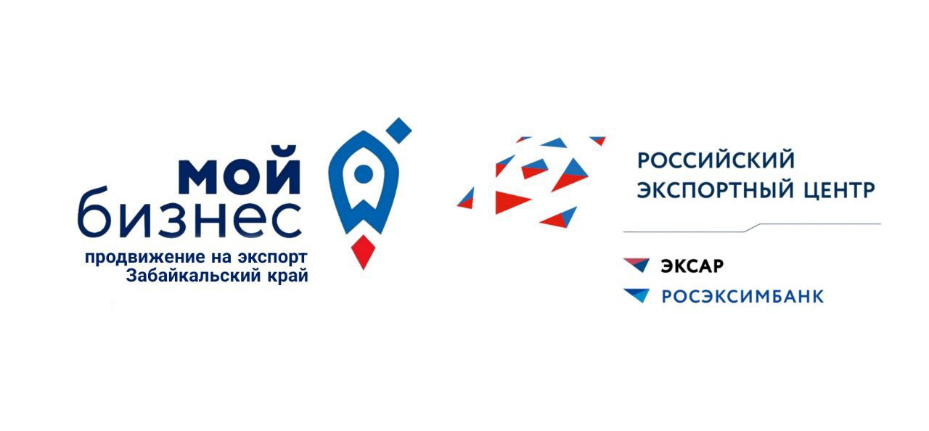 мой
бизнес
продвижение на экспорт
Забайкальский край
РОССИЙСКИЙ
ЭКСПОРТНЫЙ ЦЕНТР
ЭКСАР
РОСЭКСИМБАНК